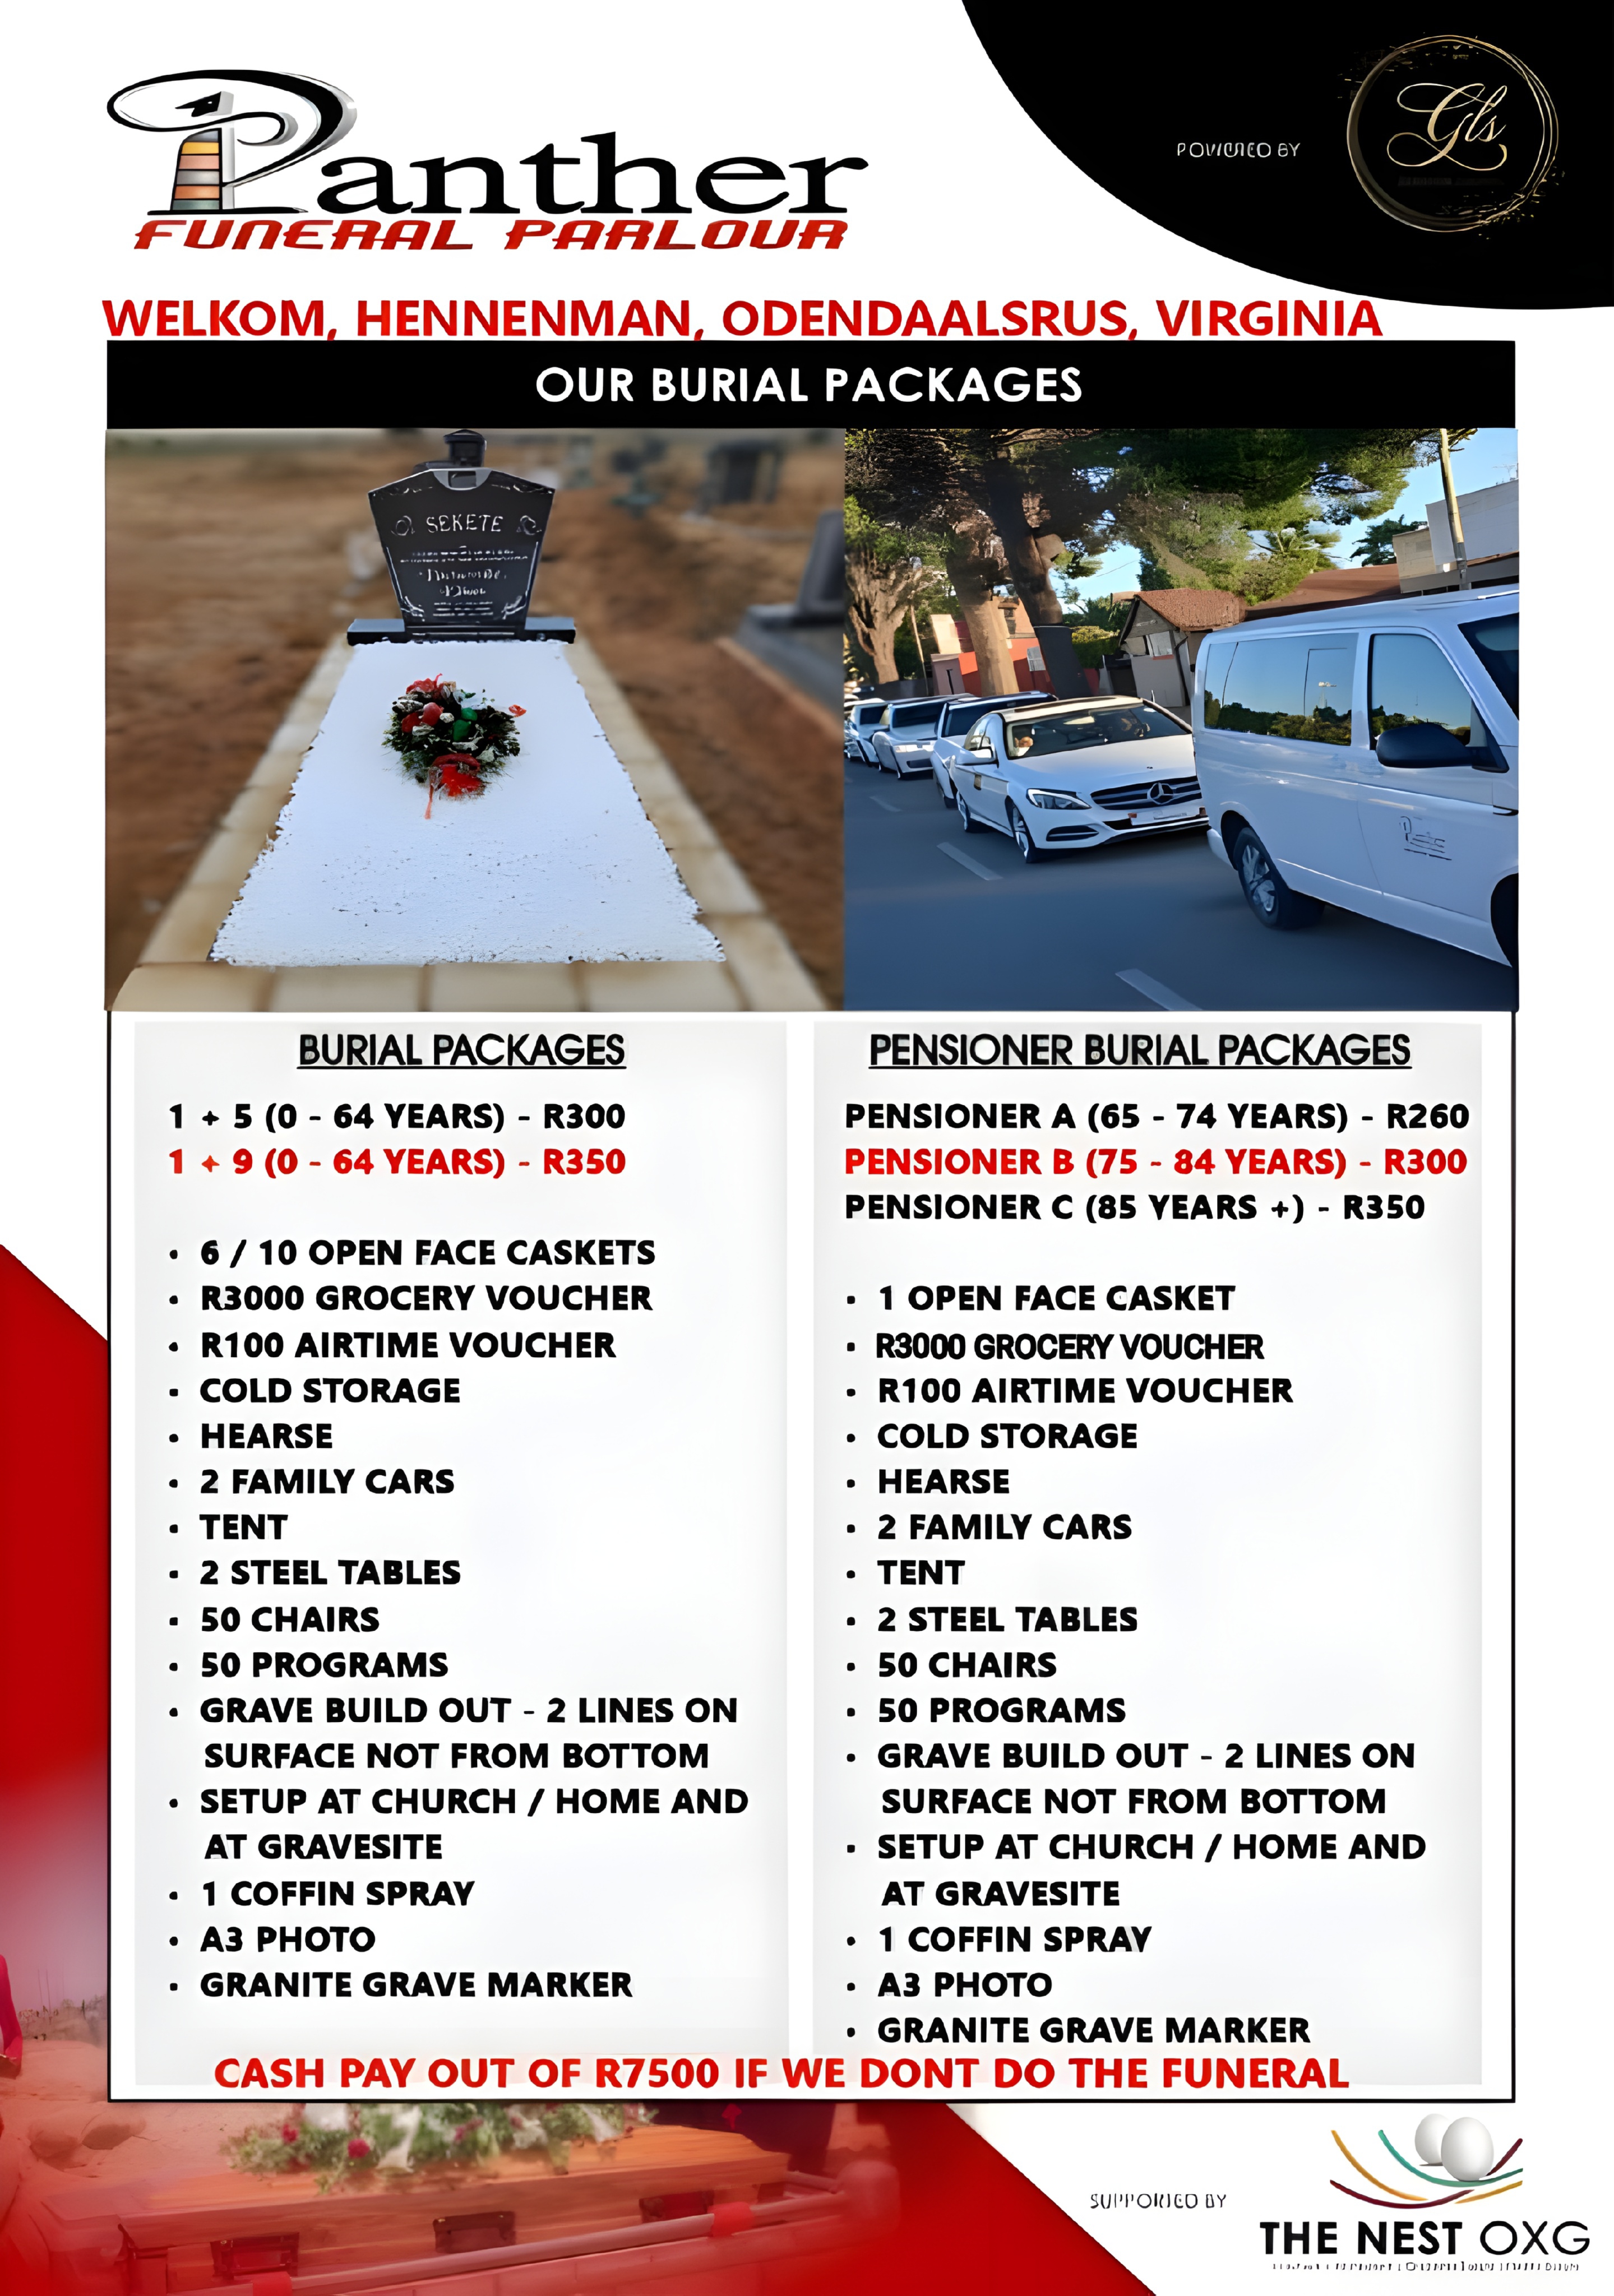 Panther
FUNERAL PARLOUR
BY
Gls
WELKOM, HENNENMAN, ODENDAALSRUS, VIRGINIA
OUR BURIAL PACKAGES
SEKETE
BURIAL PACKAGES
1 + 5 (0 - 64 YEARS) - R300
1 + 9 (0 - 64 YEARS) - R350
• 6 / 10 OPEN FACE CASKETS
• R3000 GROCERY VOUCHER
• R100 AIRTIME VOUCHER
• COLD STORAGE
• HEARSE
• 2 FAMILY CARS
• TENT
• 2 STEEL TABLES
• 50 CHAIRS
• 50 PROGRAMS
• GRAVE BUILD OUT - 2 LINES ON
SURFACE NOT FROM BOTTOM
• SETUP AT CHURCH / HOME AND
AT GRAVESITE
• 1 COFFIN SPRAY
• A3 PHOTO
• GRANITE GRAVE MARKER
PENSIONER BURIAL PACKAGES
PENSIONER A (65 - 74 YEARS) - R260
PENSIONER B (75 - 84 YEARS) - R300
PENSIONER C (85 YEARS +) - R350
• 1 OPEN FACE CASKET
• R3000 GROCERY VOUCHER
• R100 AIRTIME VOUCHER
• COLD STORAGE
• HEARSE
• 2 FAMILY CARS
• TENT
• 2 STEEL TABLES
• 50 CHAIRS
• 50 PROGRAMS
• GRAVE BUILD OUT - 2 LINES ON
SURFACE NOT FROM BOTTOM
• SETUP AT CHURCH / HOME AND
AT GRAVESITE
• 1 COFFIN SPRAY
• A3 PHOTO
• GRANITE GRAVE MARKER
CASH PAY OUT OF R7500 IF WE DONT DO THE FUNERAL
SUPPORTED BY
THE NEST OXG